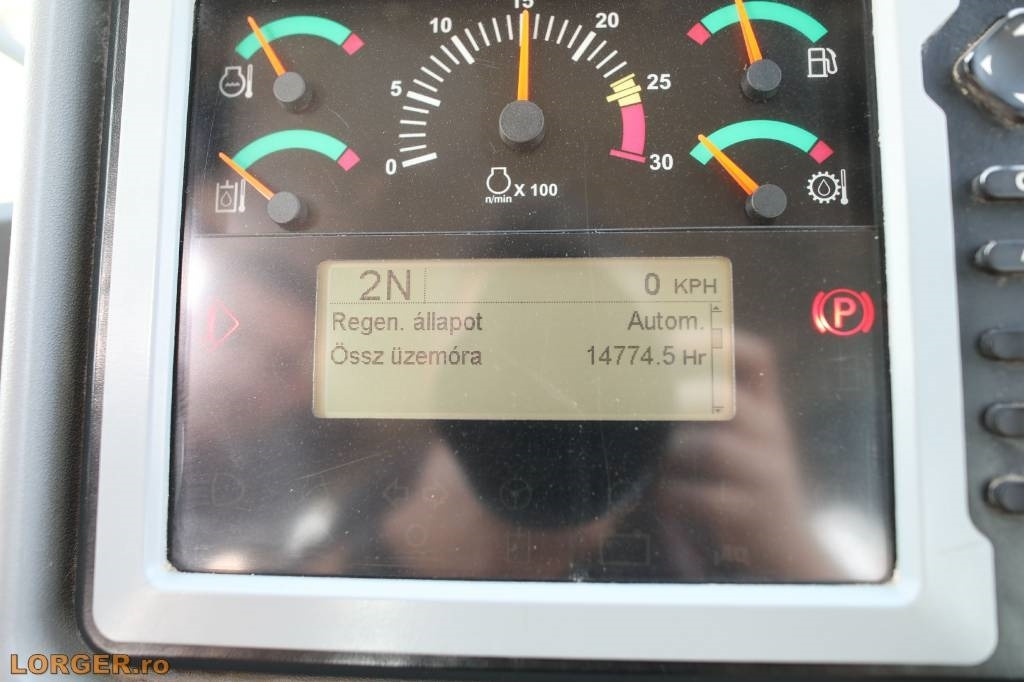 15
10 20
5 25
0 30
n/min X 100
2N 0 KPH
Regen. állapot Autom.
Össz üzemóra 14774.5 Hr
P
LORGER.ro